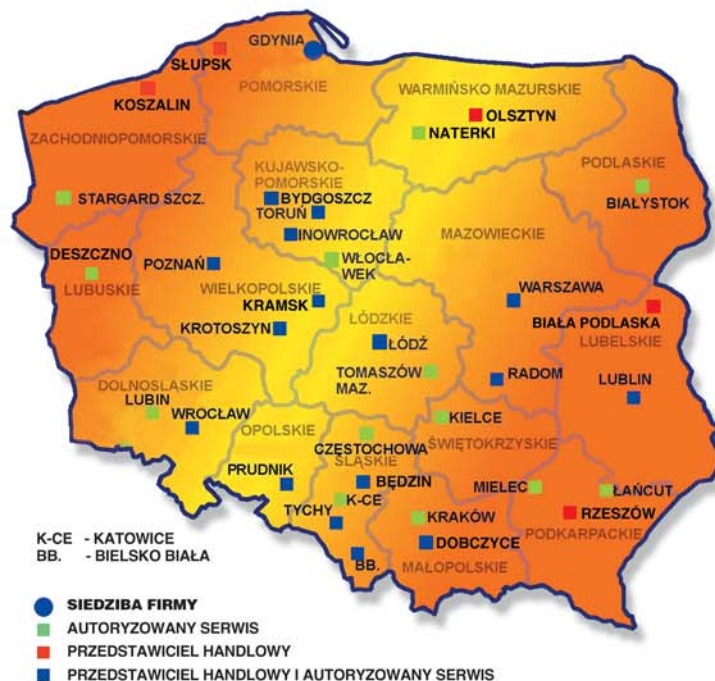 GDYNIA
SŁUPSK
KOSZALIN
POMORSKIE
WARMIŃSKO MAZURSKIE
OLSZTYN
NATERKI
ZACHODNIOPOMORSKIE
PODLASKIE
KUJAWSKO-
POMORSKIE
STARGARD SZCZ.
BYDGOSZCZ
TORUŃ
BIAŁYSTOK
INOWROCŁAW
MAZOWIECKIE
DESZCZNO
POZNAŃ
WŁOCŁA-
WEK
LUBUSKIE
WIELKOPOLSKIE
WARSZAWA
KRAMSK
ŁÓDZKIE
BIAŁA PODLASKA
KROTOSZYN
ŁÓDŹ
LUBELSKIE
TOMASZÓW
MAZ.
RADOM
LUBLIN
DOLNOSLĄSKIE
LUBIN
WROCŁAW
KIELCE
OPOLSKIE
CZĘSTOCHOWA
ŚWIĘTOKRZYSKIE
ŚLĄSKIE
PRUDNIK
BĘDZIN
MIELEC
ŁAŃCUT
K-CE
TYCHY
KRAKÓW
RZESZÓW
DOBCZYCE
PODKARPACKIE
BB.
MAŁOPOLSKIE
K-CE - KATOWICE
BB. - BIELSKO BIAŁA
SIEDZIBA FIRMY
AUTORYZOWANY SERWIS
PRZEDSTAWICIEL HANDLOWY
PRZEDSTAWICIEL HANDLOWY I AUTORYZOWANY SERWIS